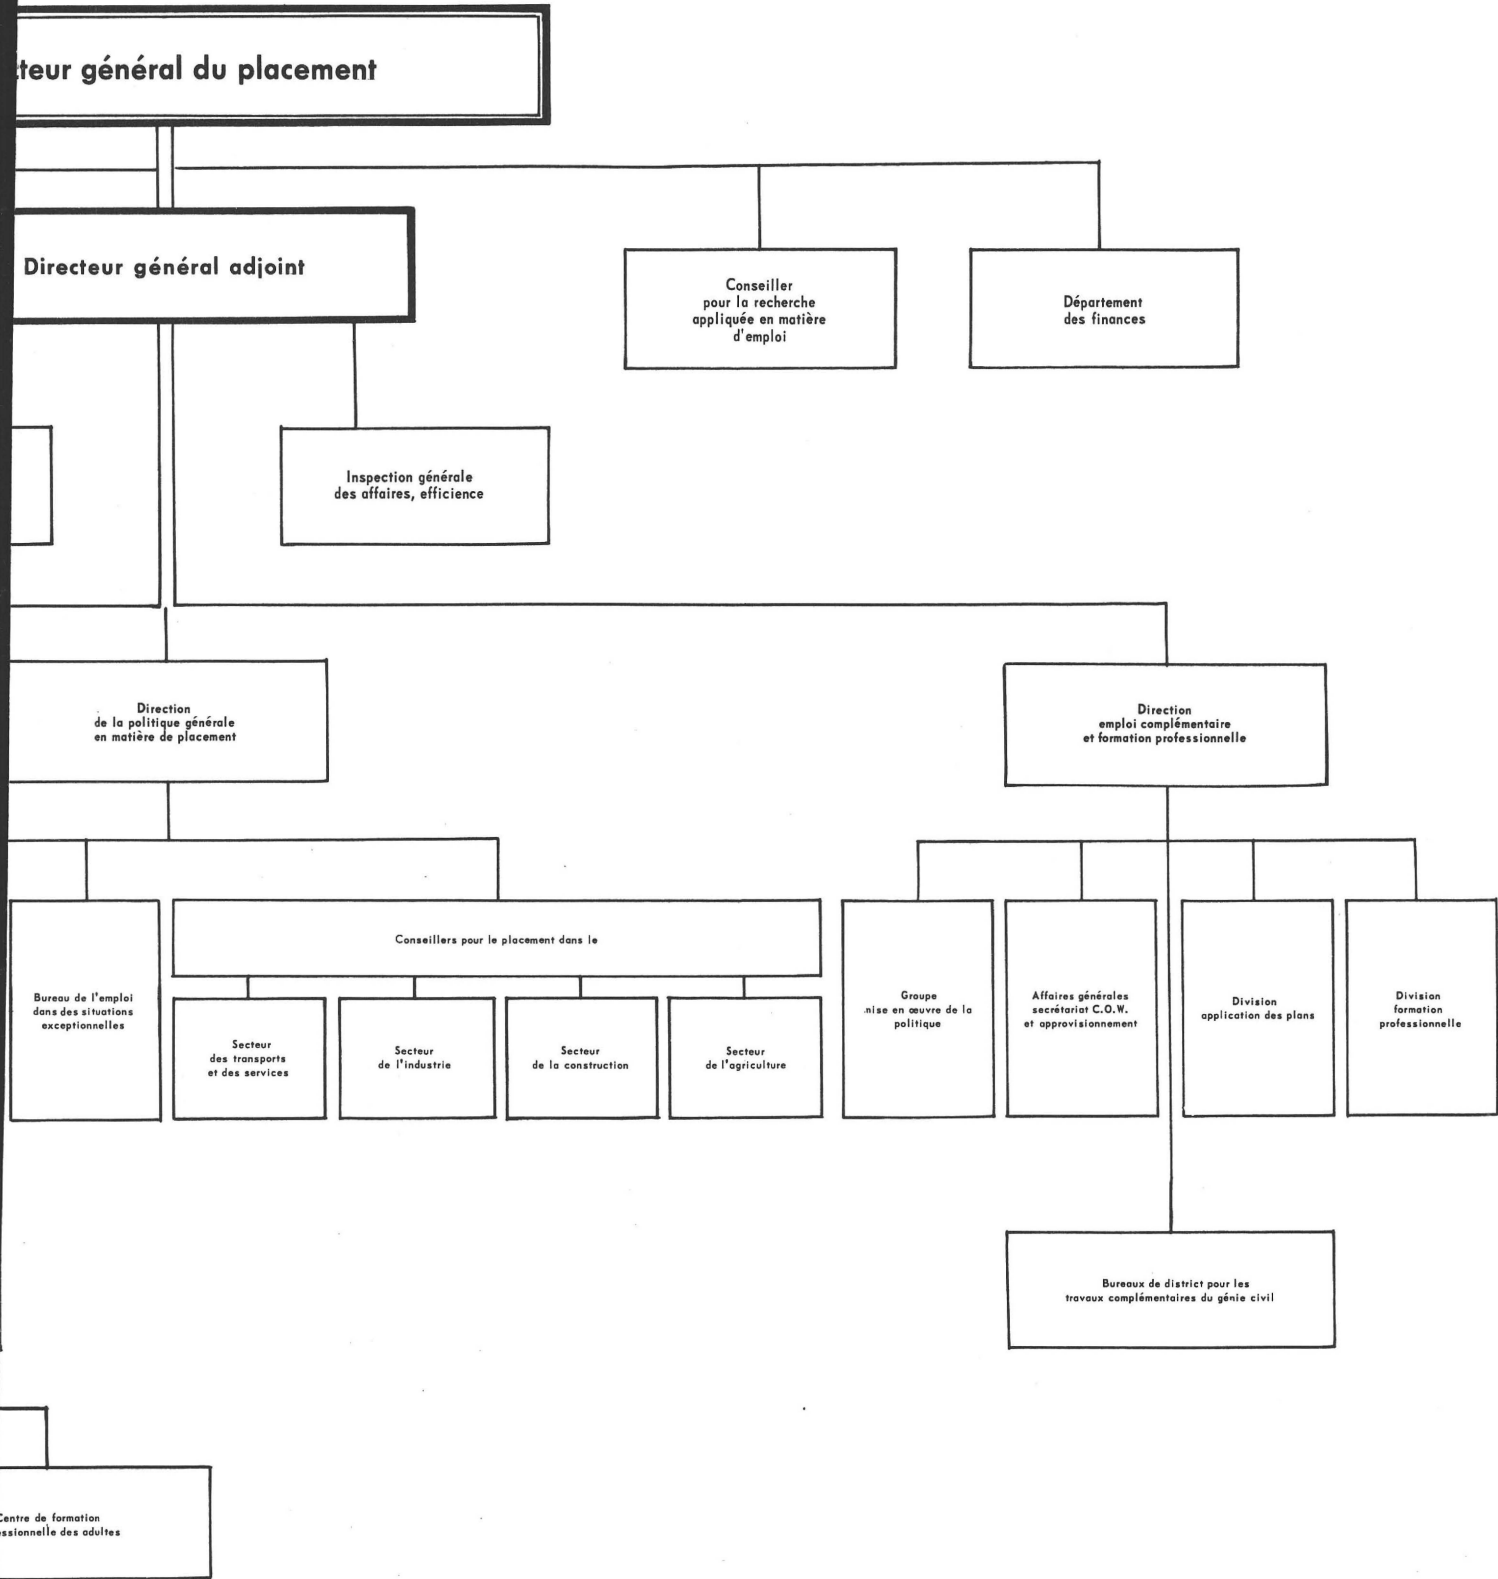 teur général du placement
Directeur général adjoint
Conseiller
pour la recherche
appliquée en matière
d'emploi
Département
des finances
Inspection générale
des affaires, efficience
Direction
de la politique générale
en matière de placement
Direction
emploi complémentaire
et formation professionnelle
Bureau de l'emploi
dans des situations
exceptionnelles
Conseillers pour le placement dans le
Secteur
des transports
et des services
Secteur
de l'industrie
Secteur
de la construction
Secteur
de l'agriculture
Groupe
mise en œuvre de la
politique
Affaires générales
secrétariat C.O.W.
et approvisionnement
Division
application des plans
Division
formation
professionnelle
Bureaux de district pour les
travaux complémentaires du génie civil
Centre de formation
essionnelle des adultes